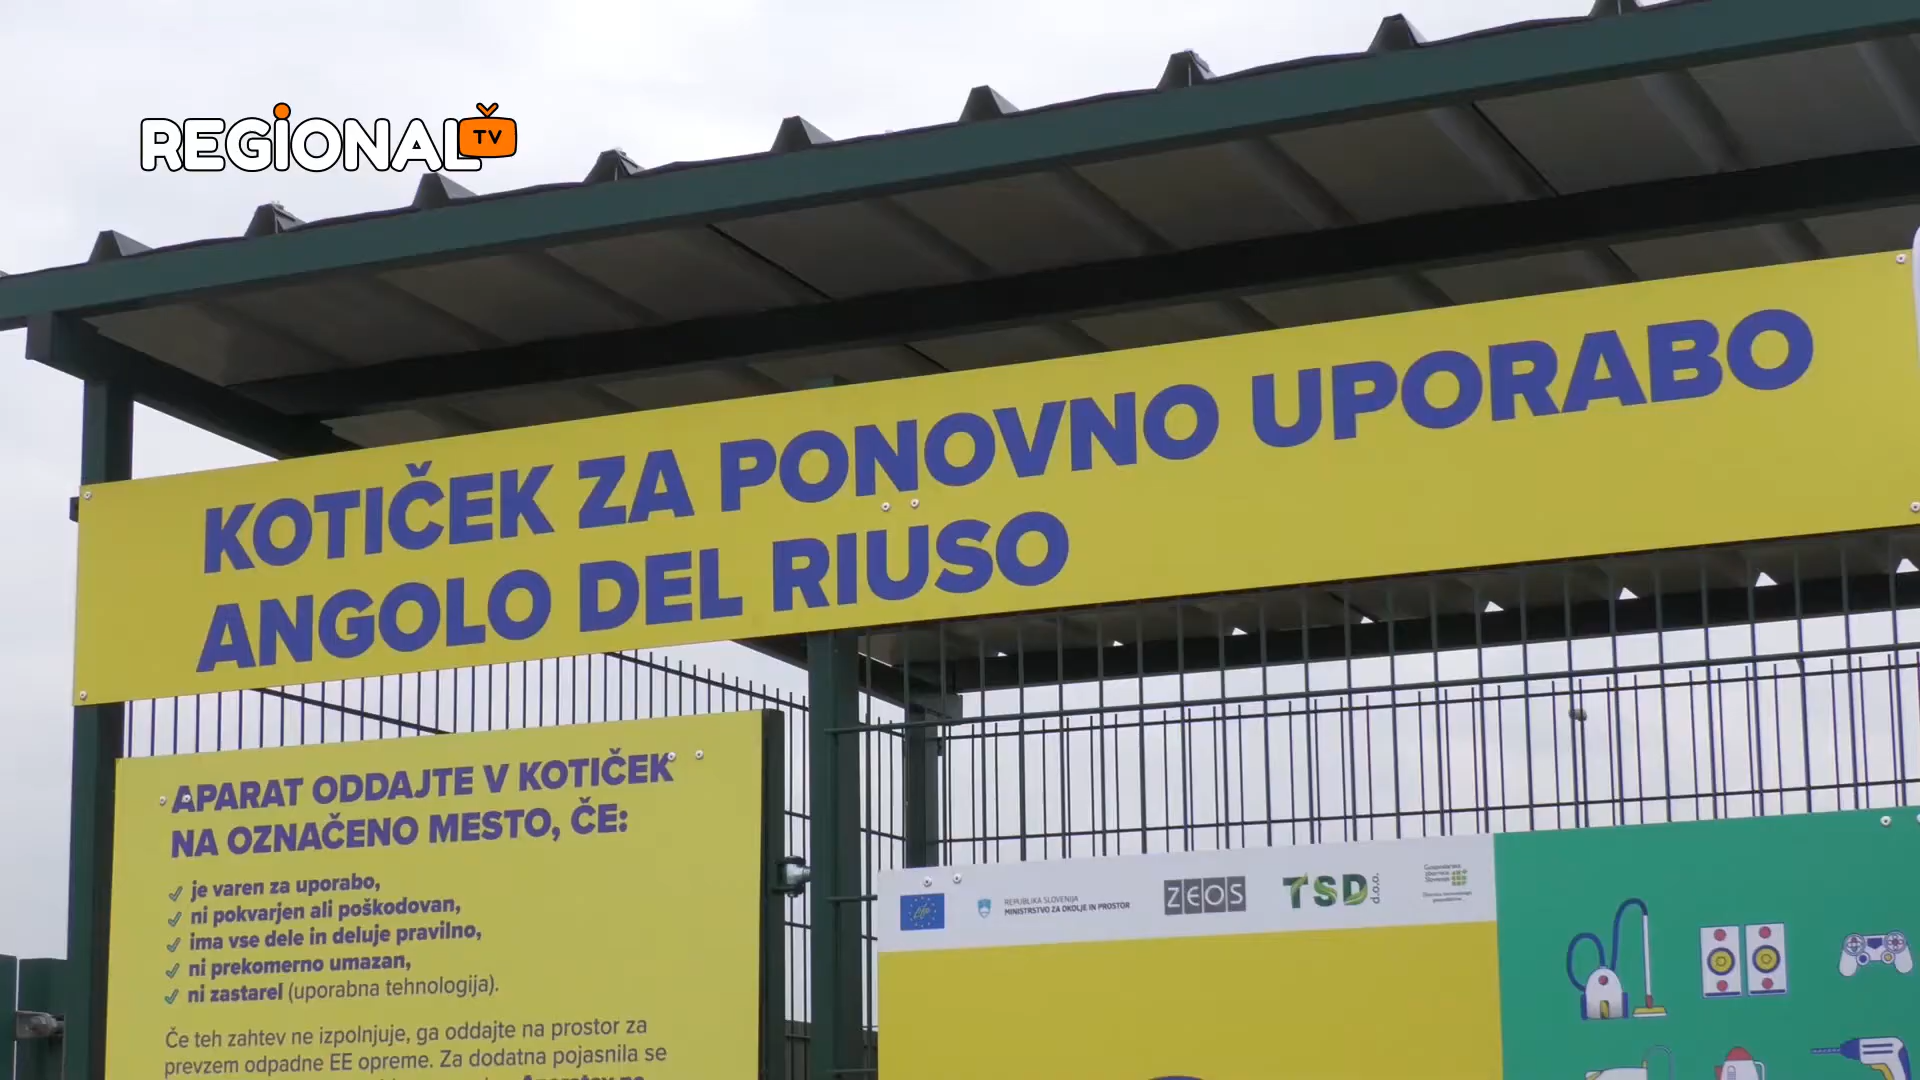 REGIONAL TV
KOTIČEK ZA PONOVNO UPORABO
ANGOLO DEL RIUSO
APARAT ODDAJTE V KOTIČEK
NA OZNAČENO MESTO, ČE:
je varen za uporabo,
ni pokvarjen ali poškodovan,
ima vse dele in deluje pravilno,
ni prekomerno umazan,
ni zastarel (uporabna tehnologija).
Če teh zahtev ne izpolnjuje, ga oddajte na prostor za
prevzem odpadne EE opreme. Za dodatna pojasnila se
REPUBLIKA SLOVENIJA
MINISTRSTVO ZA OKOLJE IN PROSTOR
ZEOS
TSD d.o.o.
Gospodarska
zbornica
Slovenije